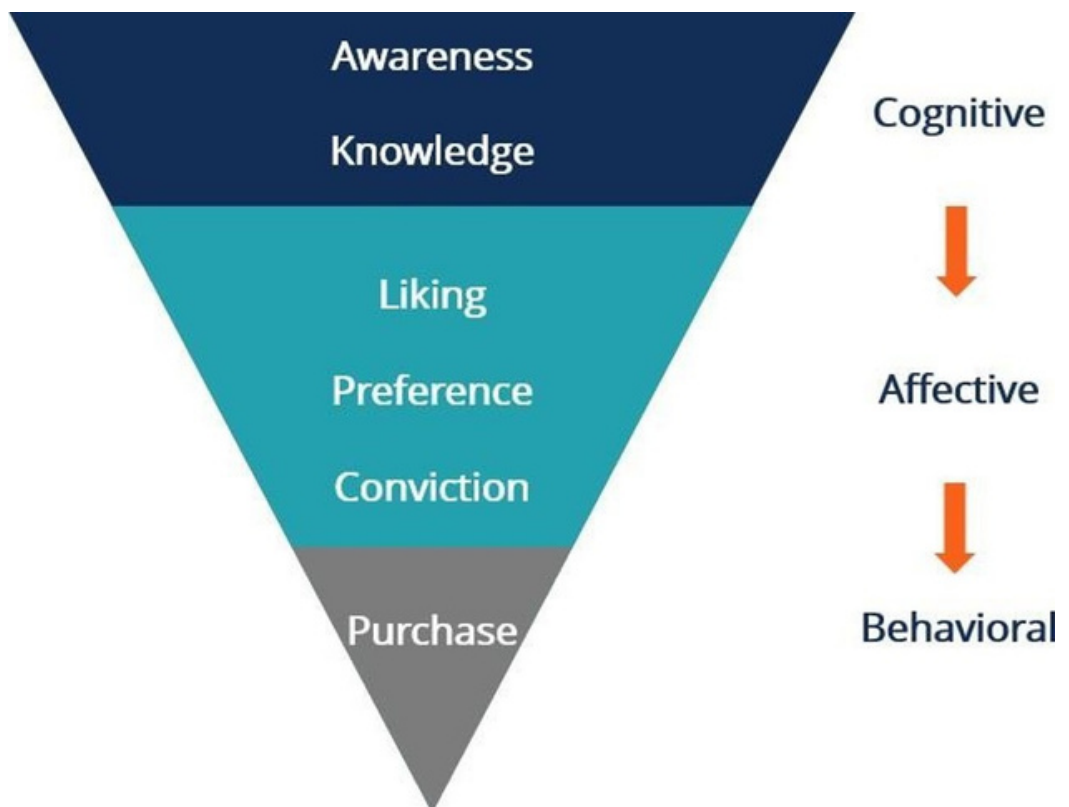 Awareness
Knowledge
Cognitive
Liking
Preference
Conviction
Affective
Purchase
Behavioral